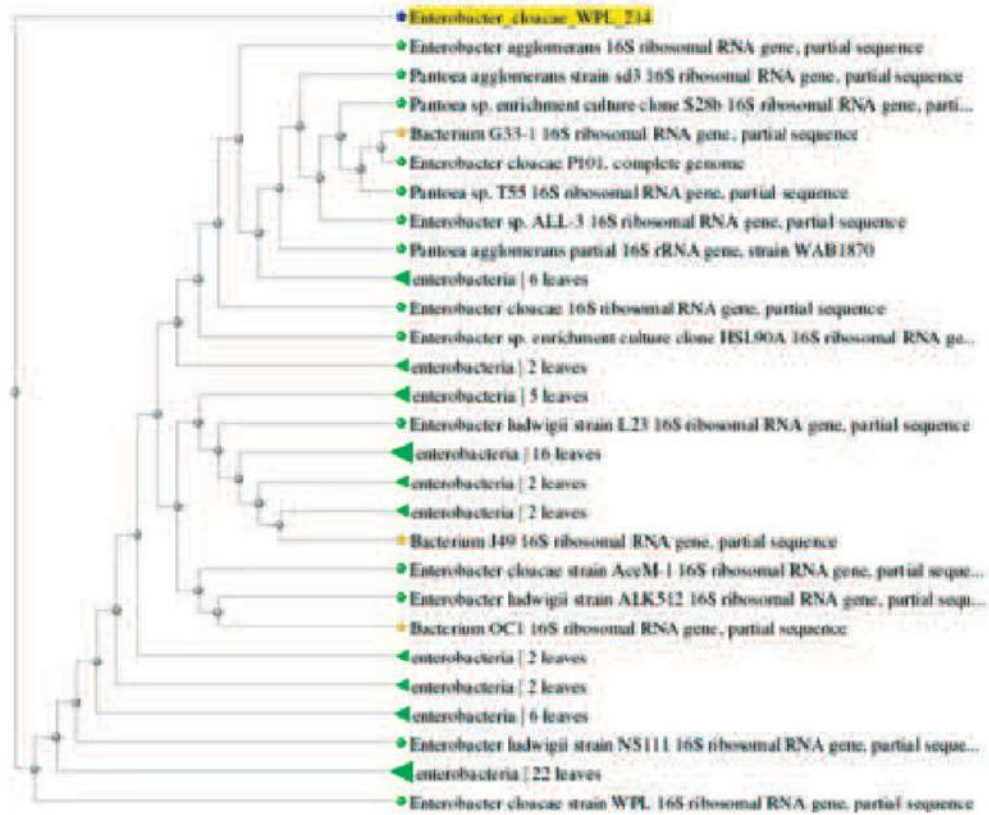 Enterobacter_cloacae_WPL_214
Enterobacter agglomerans 16S ribosomal RNA gene, partial sequence
Pantoea agglomerans strain sd3 16S ribosomal RNA gene, partial sequence
Pantoea sp. enrichment culture clone S28b 16S ribosomal RNA gene, parti...
Bacterium G33-1 16S ribosomal RNA gene, partial sequence
Enterobacter cloacae P101, complete genome
Pantoea sp. T55 16S ribosomal RNA gene, partial sequence
Enterobacter sp. ALL-3 16S ribosomal RNA gene, partial sequence
Pantoea agglomerans partial 16S rRNA gene, strain WAB1870
enterobacteria | 6 leaves
Enterobacter cloacae 16S ribosomal RNA gene, partial sequence
Enterobacter sp. enrichment culture clone HSL90A 16S ribosomal RNA ge...
enterobacteria | 2 leaves
enterobacteria | 5 leaves
Enterobacter ludwigii strain L23 16S ribosomal RNA gene, partial sequence
enterobacteria | 16 leaves
enterobacteria | 2 leaves
enterobacteria | 2 leaves
Bacterium J49 16S ribosomal RNA gene, partial sequence
Enterobacter cloacae strain AceM-1 16S ribosomal RNA gene, partial seque...
Enterobacter ludwigii strain ALK512 16S ribosomal RNA gene, partial sequ...
Bacterium OC1 16S ribosomal RNA gene, partial sequence
enterobacteria | 2 leaves
enterobacteria | 2 leaves
enterobacteria | 6 leaves
Enterobacter ludwigii strain NS111 16S ribosomal RNA gene, partial seque...
enterobacteria | 22 leaves
Enterobacter cloacae strain WPL 16S ribosomal RNA gene, partial sequence